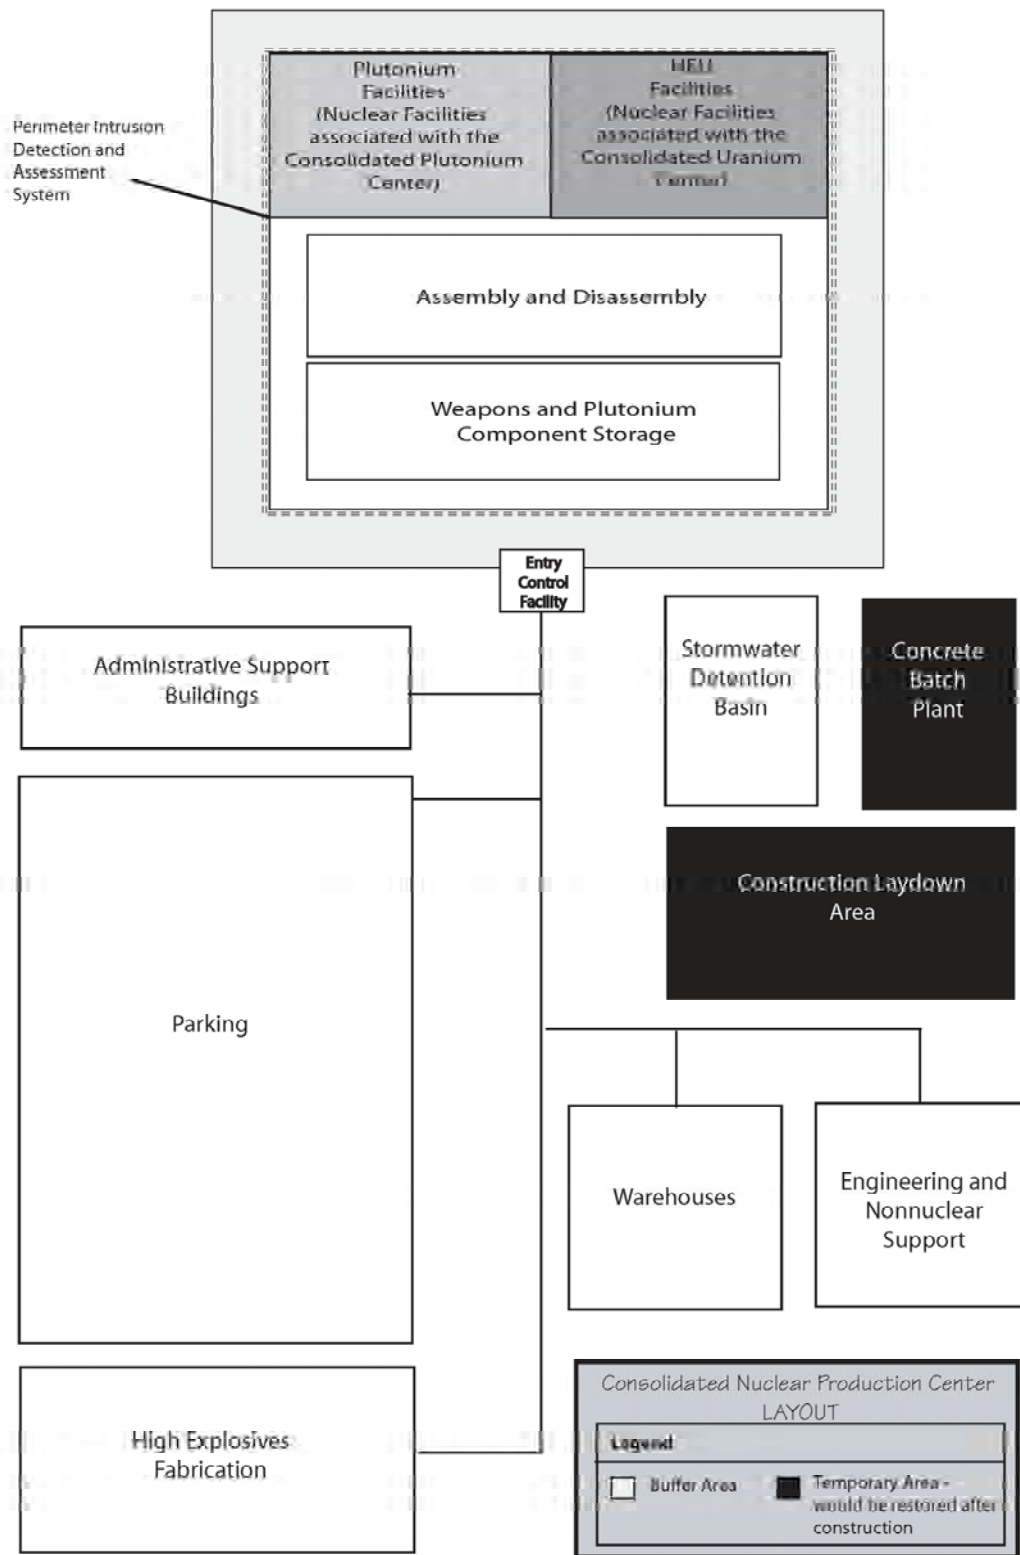 Plutonium
Facilities
(Nuclear Facilities
associated with the
Consolidated Plutonium
Center)
HEU
Facilities
(Nuclear Facilities
associated with the
Consolidated Uranium
Center)
Perimeter Intrusion
Detection and
Assessment
System
Assembly and Disassembly
Weapons and Plutonium
Component Storage
Entry
Control
Facility
Administrative Support
Buildings
Stormwater
Detention
Basin
Concrete
Batch
Plant
Construction Laydown
Area
Parking
Warehouses
Engineering and
Nonnuclear
Support
High Explosives
Fabrication
Consolidated Nuclear Production Center
LAYOUT
Legend
Buffer Area
Temporary Area -
would be restored after
construction